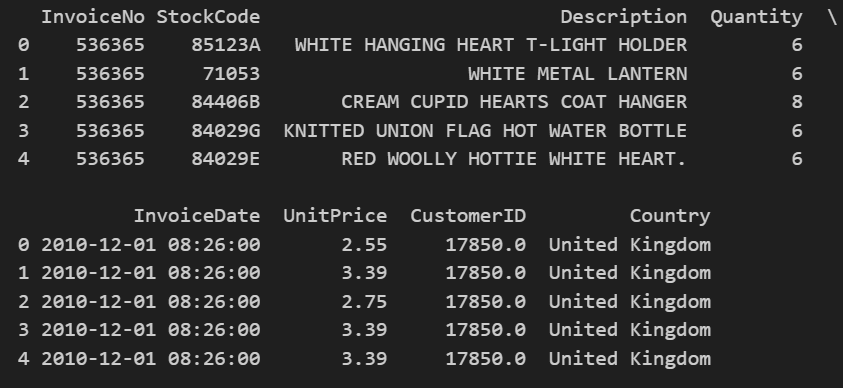 InvoiceNo StockCode Description Quantity \
0 536365 85123A WHITE HANGING HEART T-LIGHT HOLDER 6
1 536365 71053 WHITE METAL LANTERN 6
2 536365 84406B CREAM CUPID HEARTS COAT HANGER 8
3 536365 84029G KNITTED UNION FLAG HOT WATER BOTTLE 6
4 536365 84029E RED WOOLLY HOTTIE WHITE HEART. 6
InvoiceDate UnitPrice CustomerID Country
0 2010-12-01 08:26:00 2.55 17850.0 United Kingdom
1 2010-12-01 08:26:00 3.39 17850.0 United Kingdom
2 2010-12-01 08:26:00 2.75 17850.0 United Kingdom
3 2010-12-01 08:26:00 3.39 17850.0 United Kingdom
4 2010-12-01 08:26:00 3.39 17850.0 United Kingdom